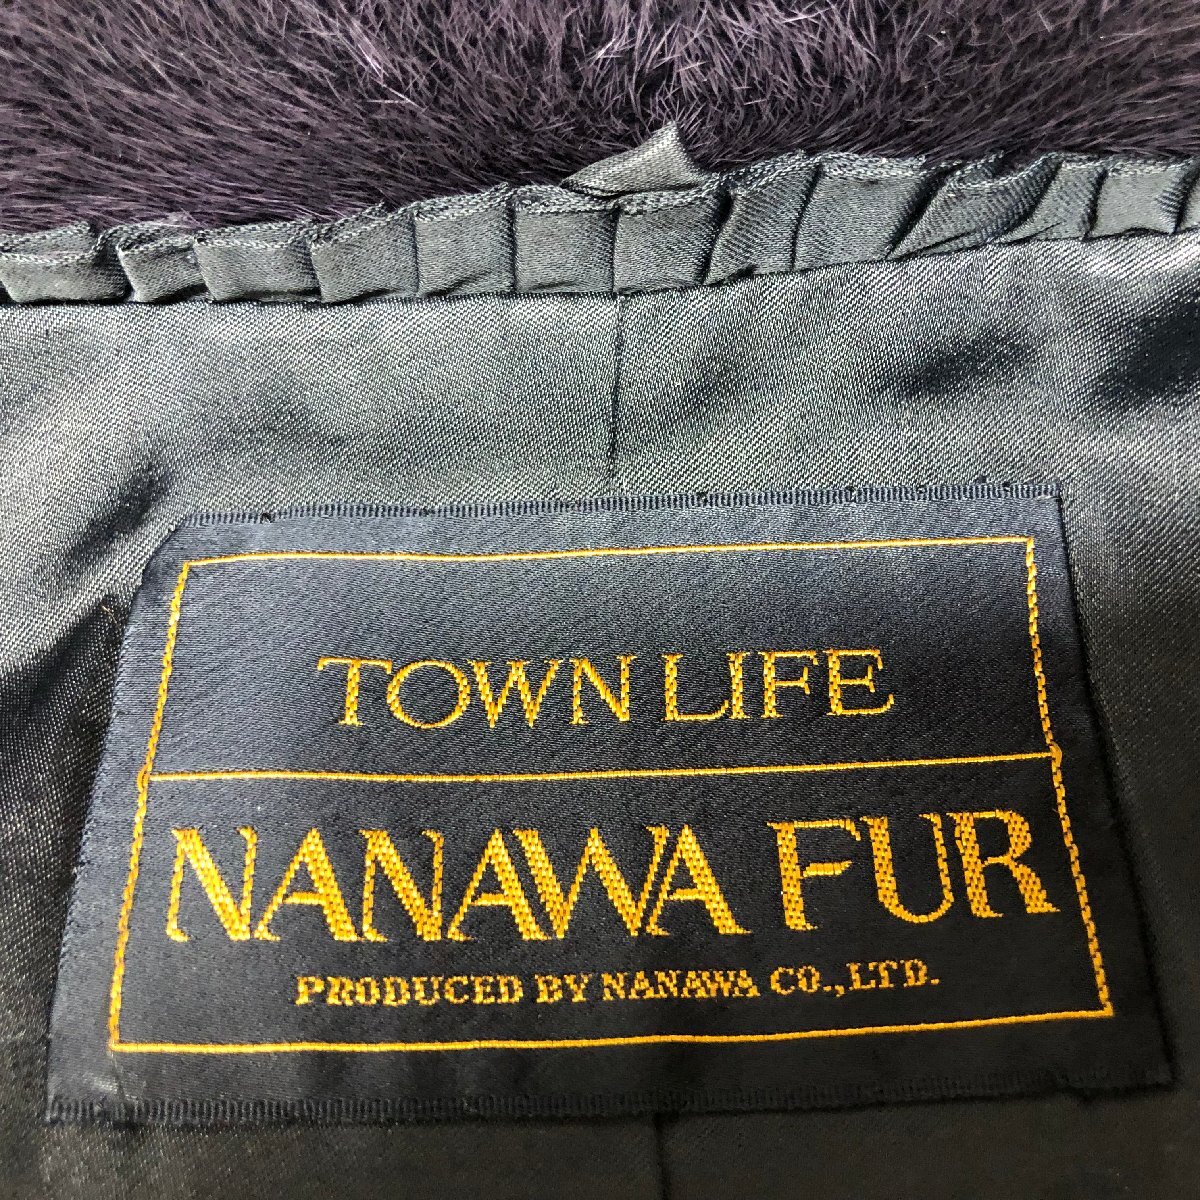 TOWN LIFE
NANAWA FUR
PRODUCED BY NANAWA CO.,LTD.